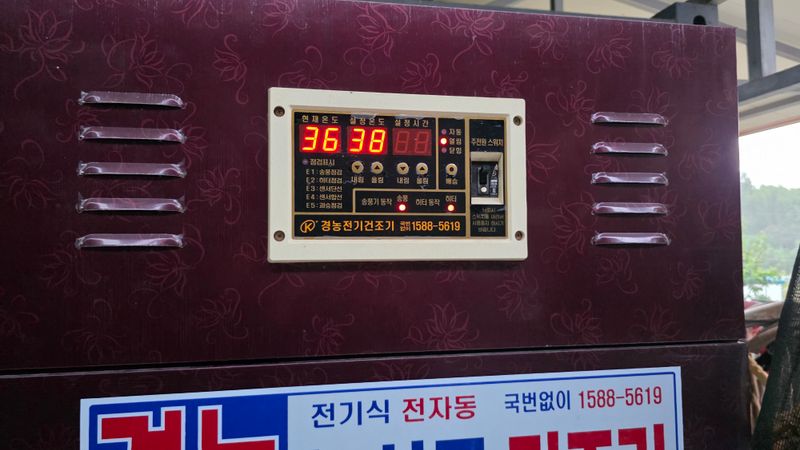 현재온도 설정온도 설정시간
36 38
자동
열림
닫힘
주전원 스위치
점검표시
E1 : 송풍점검
E2 : 히터점검
E3 : 센서단선
E4 : 센서합선
E5 : 과승점검
내림 올림 내림 올림 배습
송풍기 동작 송풍 히터 동작 히터
경농전기건조기 1588-5619
전기식 전자동 국번없이 1588-5619